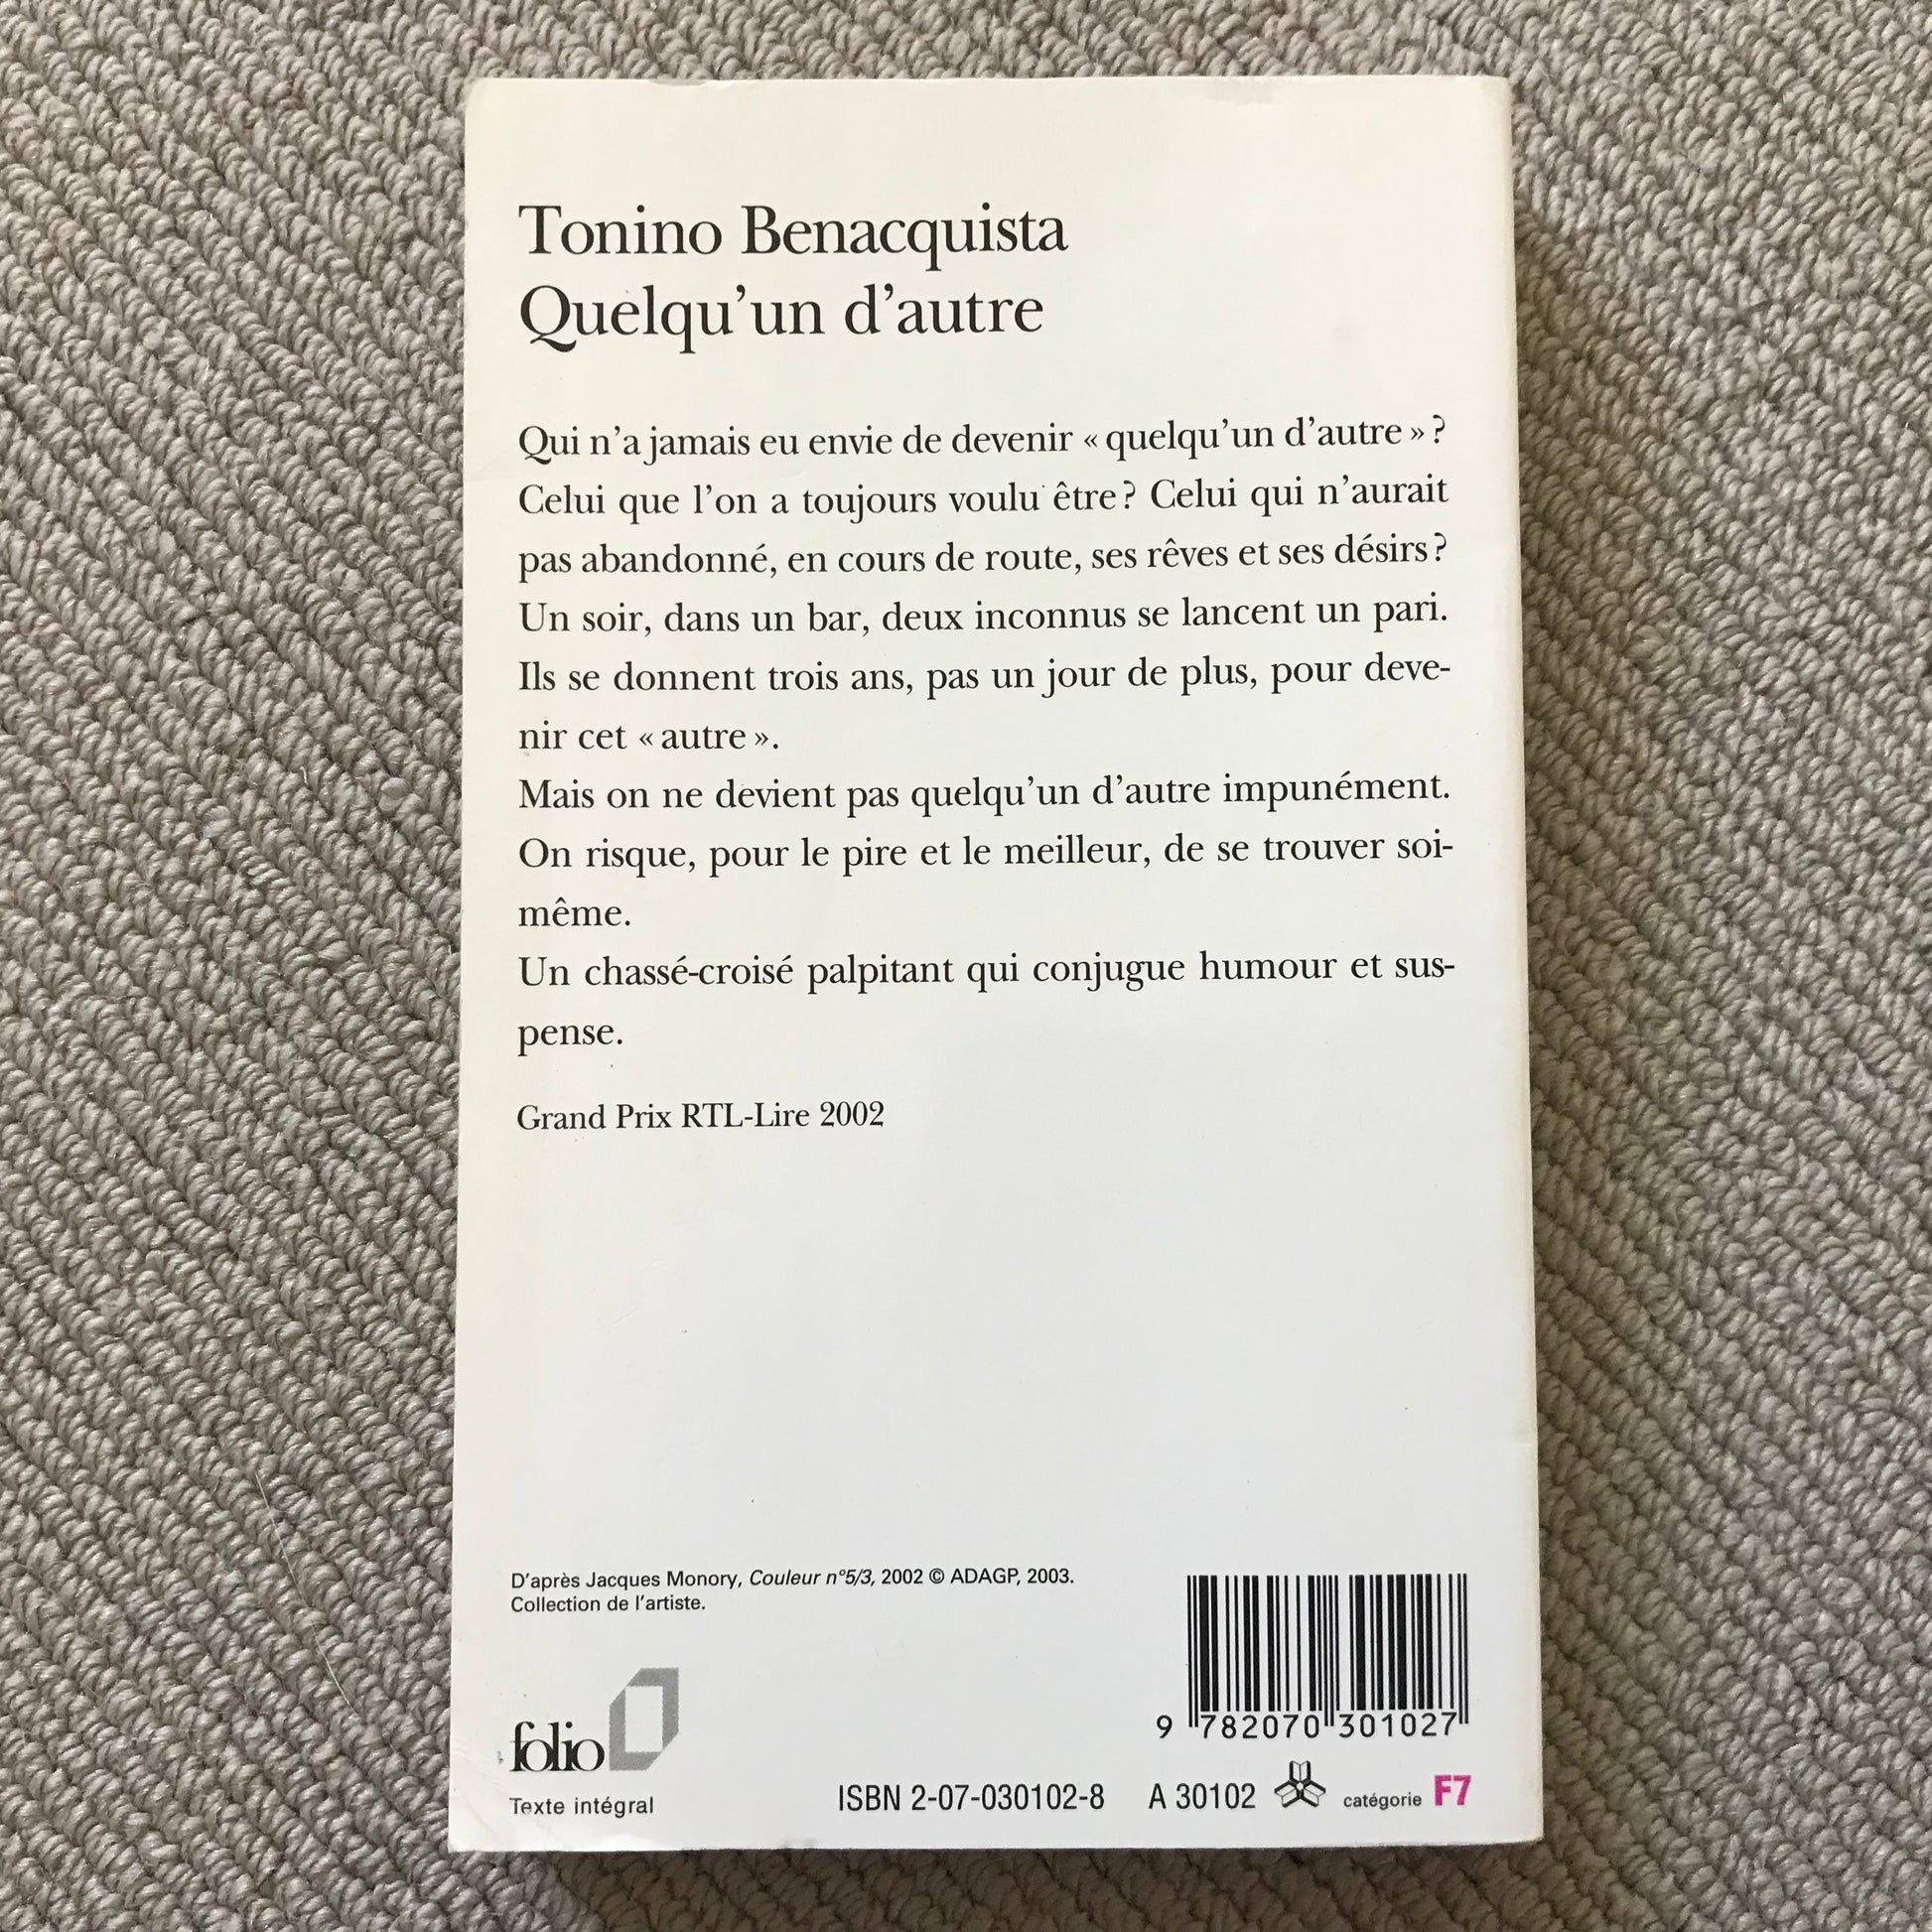 Tonino Benacquista
Quelqu'un d'autre
Qui n'a jamais eu envie de devenir « quelqu'un d'autre » ?
Celui que l'on a toujours voulu être ? Celui qui n'aurait
pas abandonné, en cours de route, ses rêves et ses désirs ?
Un soir, dans un bar, deux inconnus se lancent un pari.
Ils se donnent trois ans, pas un jour de plus, pour deve-
nir cet « autre ».
Mais on ne devient pas quelqu'un d'autre impunément.
On risque, pour le pire et le meilleur, de se trouver soi-
même.
Un chassé-croisé palpitant qui conjugue humour et sus-
pense.
Grand Prix RTL-Lire 2002
D'après Jacques Monory, Couleur n°5/3, 2002 © ADAGP, 2003.
Collection de l'artiste.
9 782070 301027
folio
Texte intégral
ISBN 2-07-030102-8 A 30102 catégorie F7